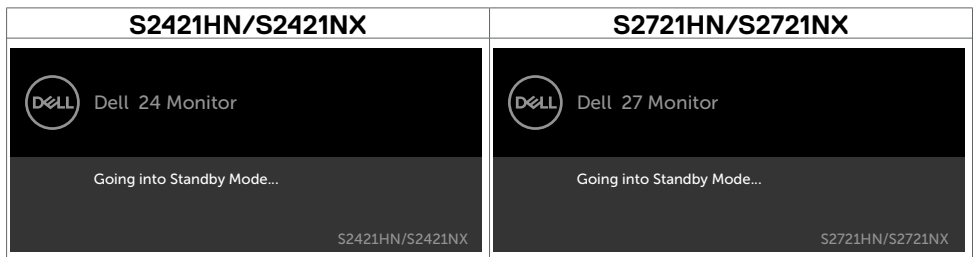 S2421HN/S2421NX
S2721HN/S2721NX
DELL Dell 24 Monitor
Going into Standby Mode...
S2421HN/S2421NX
DELL Dell 27 Monitor
Going into Standby Mode...
S2721HN/S2721NX